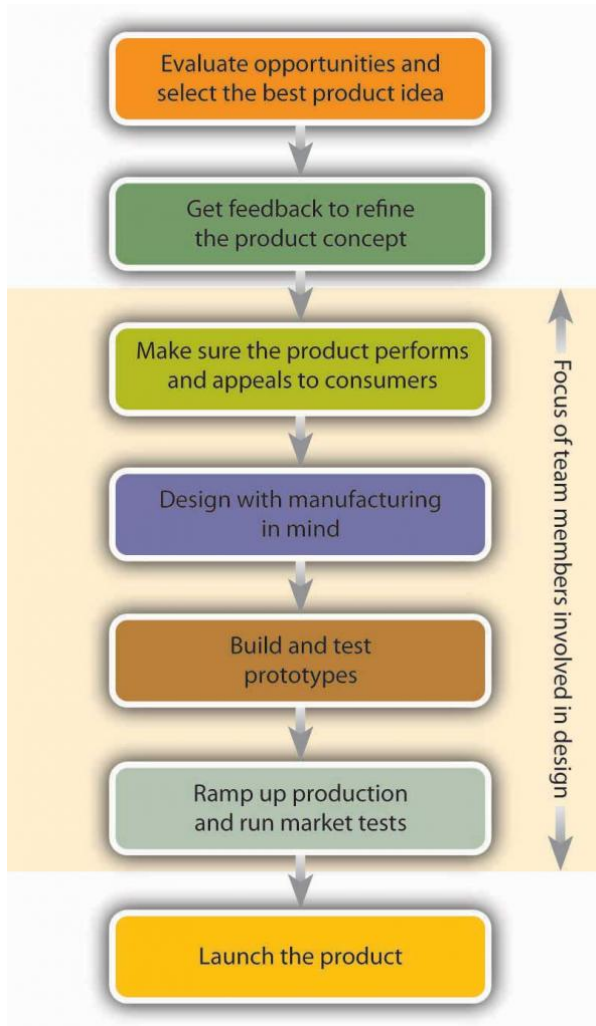 Evaluate opportunities and
select the best product idea
Get feedback to refine
the product concept
Make sure the product performs
and appeals to consumers
Design with manufacturing
in mind
Build and test
prototypes
Ramp up production
and run market tests
Launch the product
Focus of team members involved in design